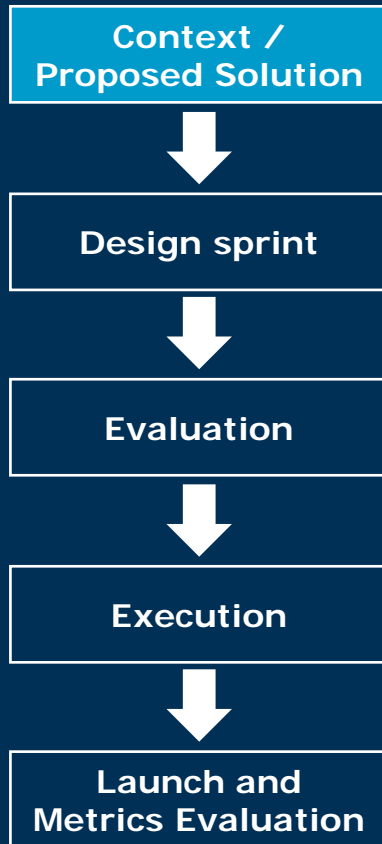 Context /
Proposed Solution
Design sprint
Evaluation
Execution
Launch and
Metrics Evaluation